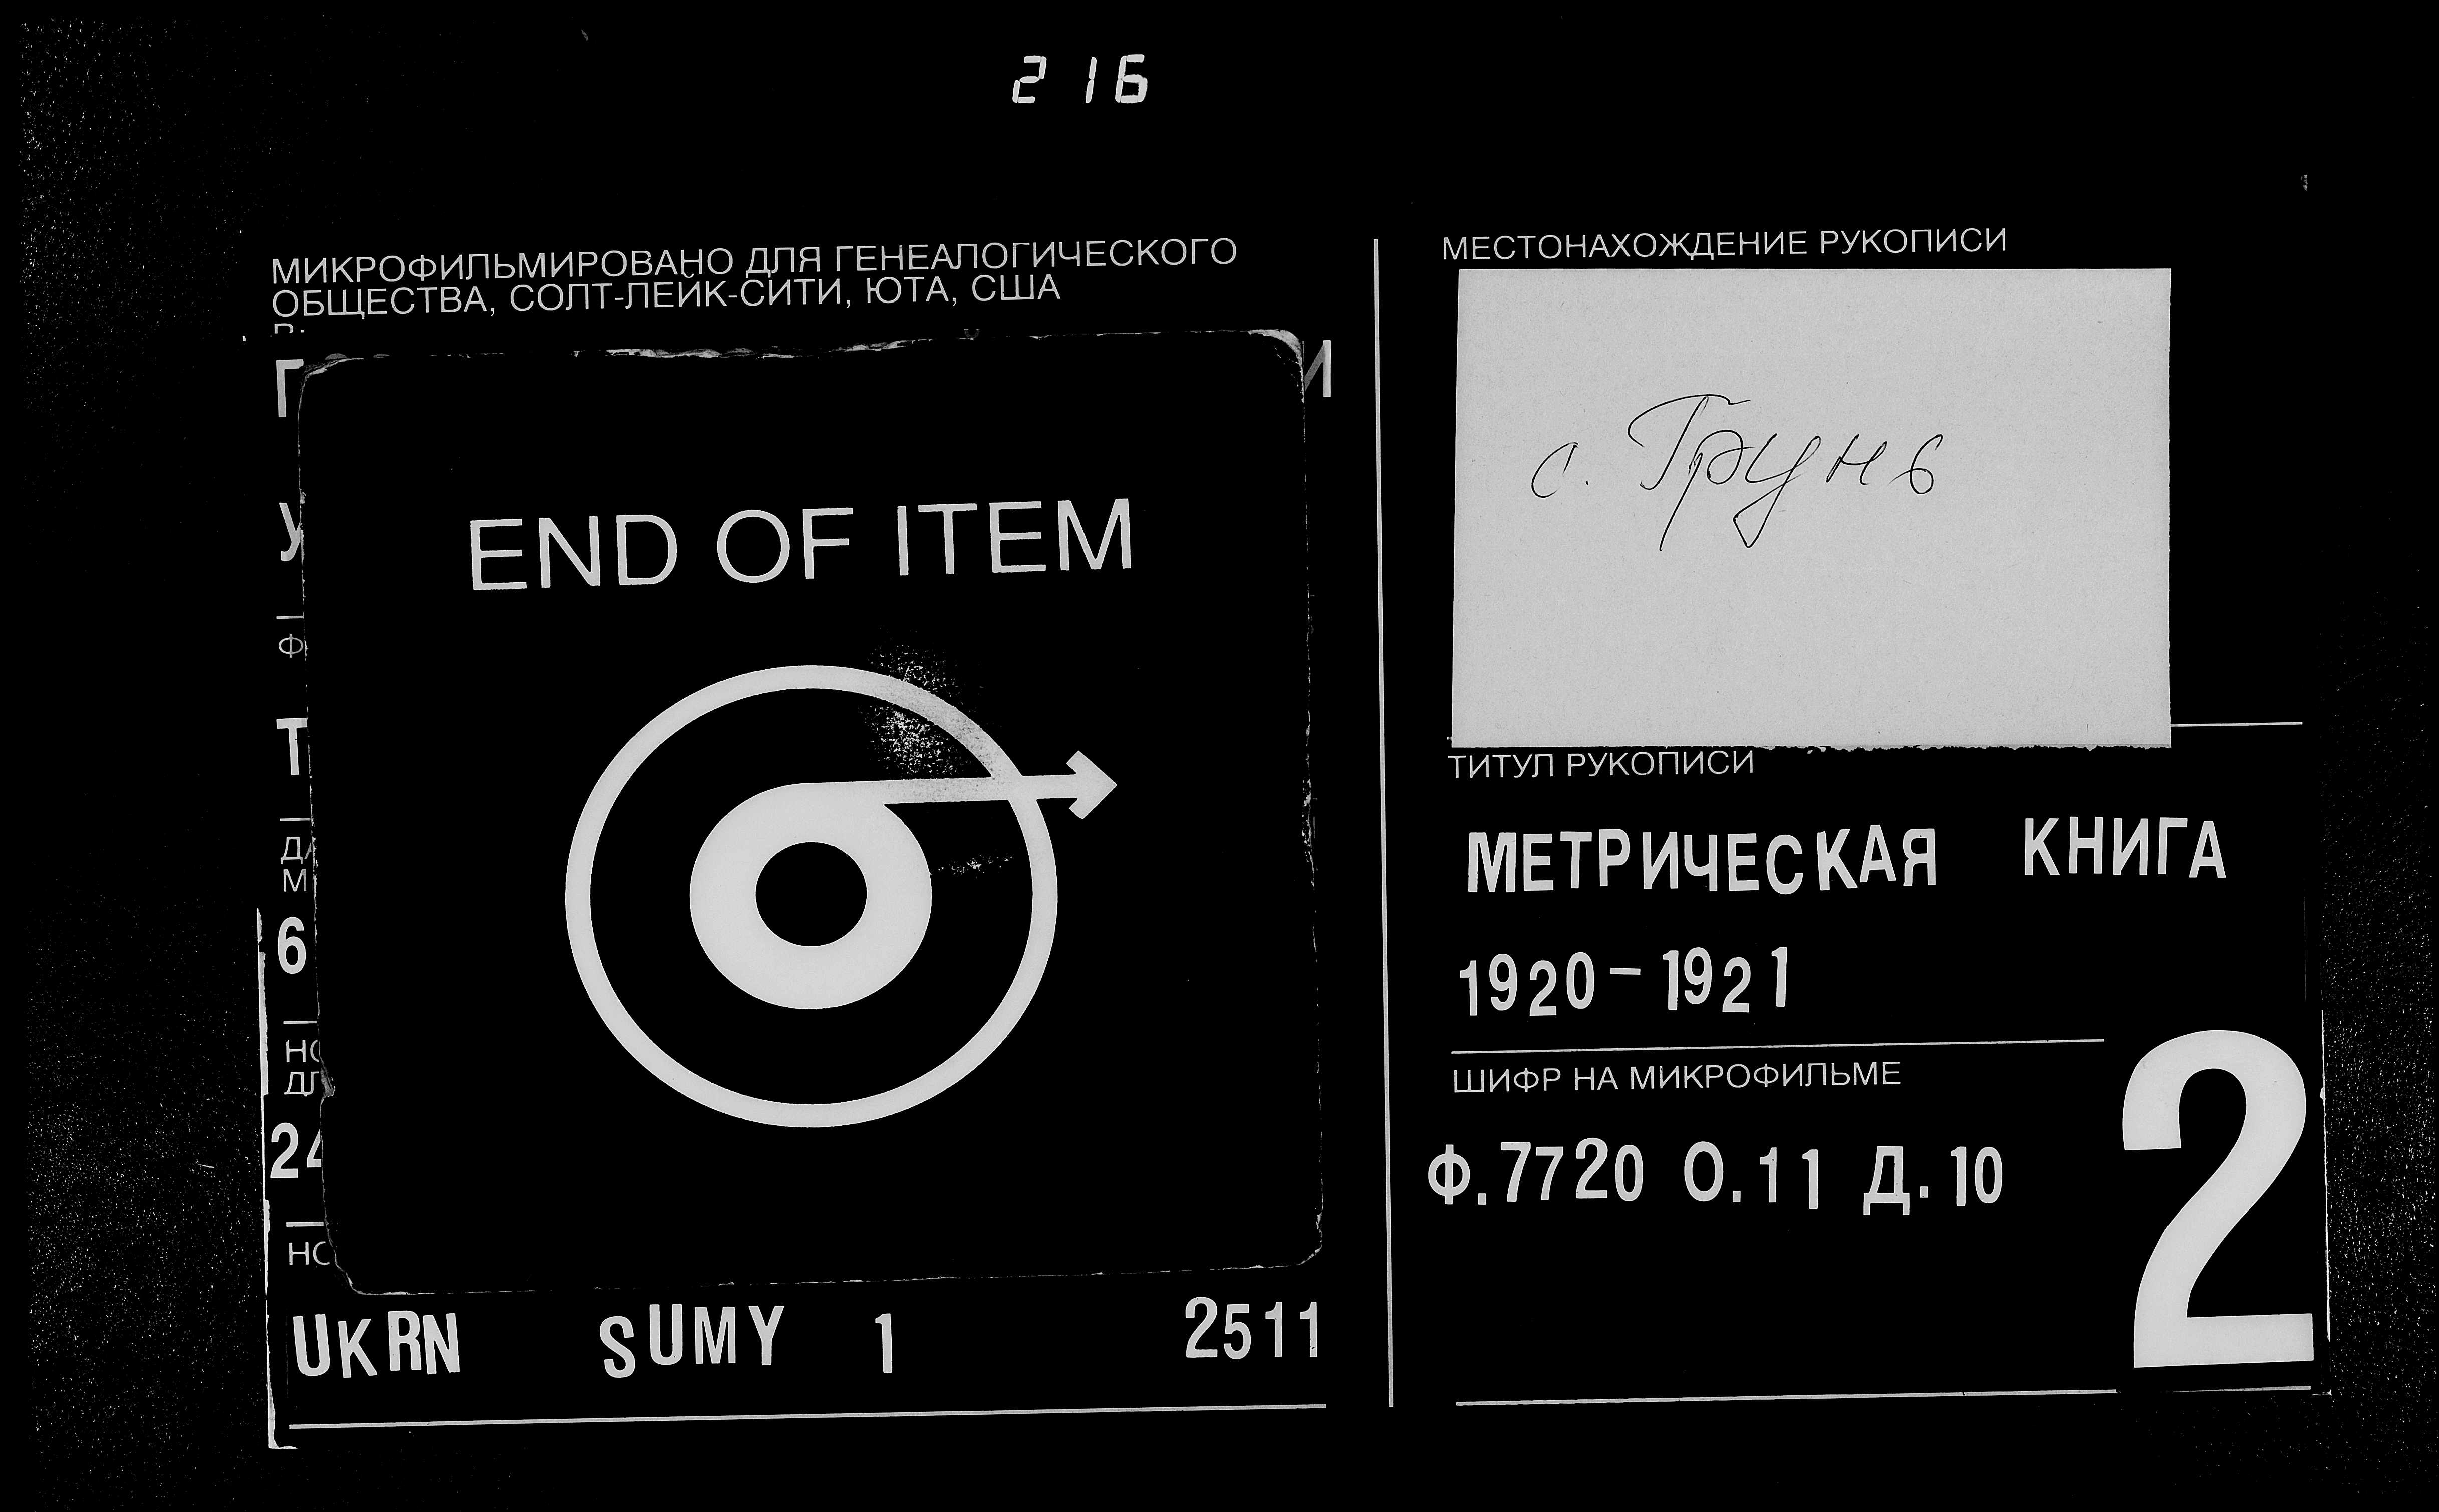 216
МИКРОФИЛЬМИРОВАНО ДЛЯ ГЕНЕАЛОГИЧЕСКОГО
ОБЩЕСТВА, СОЛТ-ЛЕЙК-СИТИ, ЮТА, США
END OF ITEM
UKRN SUMY 1 2511
МЕСТОНАХОЖДЕНИЕ РУКОПИСИ
с. Грунь
ТИТУЛ РУКОПИСИ
МЕТРИЧЕСКАЯ КНИГА
1920-1921
ШИФР НА МИКРОФИЛЬМЕ
Ф.7720 О.11 Д.10
2